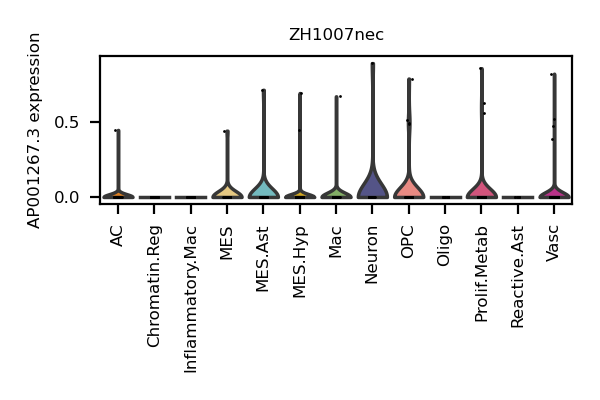 ZH1007nec
AP001267.3 expression
0.5
0.0
AC
Chromatin.Reg
Inflammatory.Mac
MES
MES.Ast
MES.Hyp
Mac
Neuron
OPC
Oligo
Prolif.Metab
Reactive.Ast
Vasc